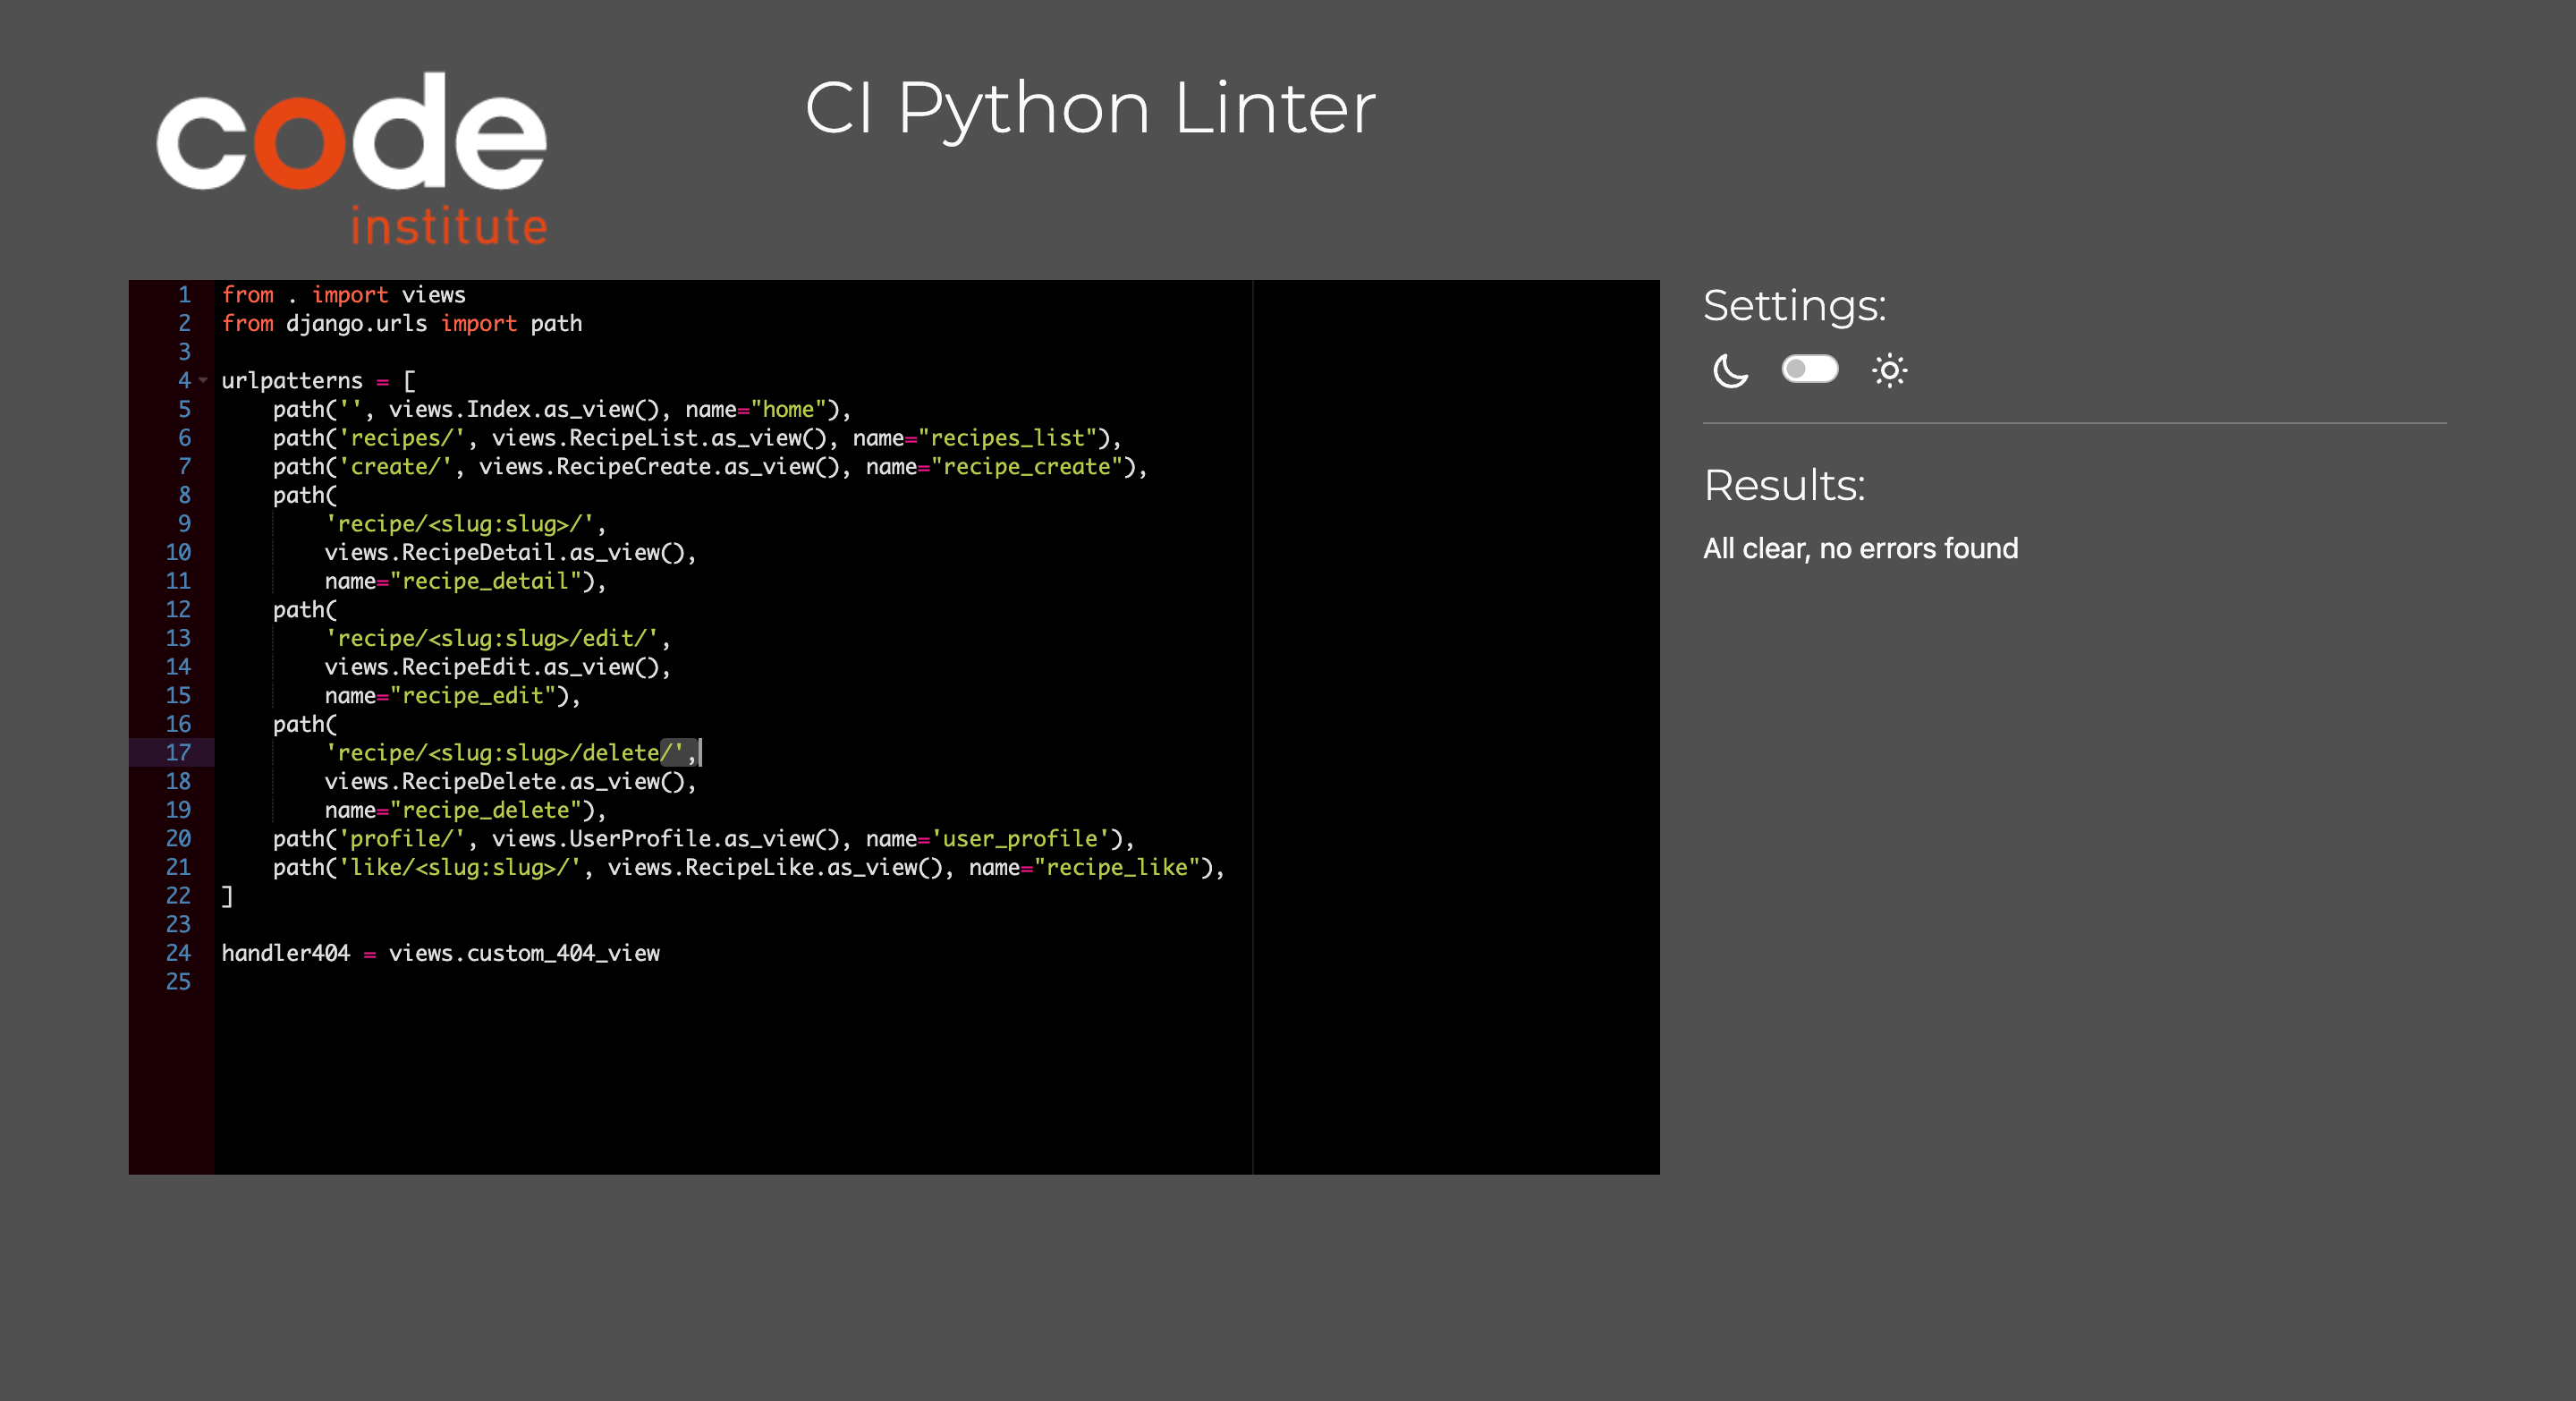 code
institute
CI Python Linter
1 from . import views
2 from django.urls import path
3
4 urlpatterns = [
5     path('', views.Index.as_view(), name="home"),
6     path('recipes/', views.RecipeList.as_view(), name="recipes_list"),
7     path('create/', views.RecipeCreate.as_view(), name="recipe_create"),
8     path(
9         'recipe/<slug:slug>/',
10         views.RecipeDetail.as_view(),
11         name="recipe_detail"),
12     path(
13         'recipe/<slug:slug>/edit/',
14         views.RecipeEdit.as_view(),
15         name="recipe_edit"),
16     path(
17         'recipe/<slug:slug>/delete/',
18         views.RecipeDelete.as_view(),
19         name="recipe_delete"),
20     path('profile/', views.UserProfile.as_view(), name='user_profile'),
21     path('like/<slug:slug>/', views.RecipeLike.as_view(), name="recipe_like"),
22 ]
23
24 handler404 = views.custom_404_view
25
Settings:
Results:
All clear, no errors found